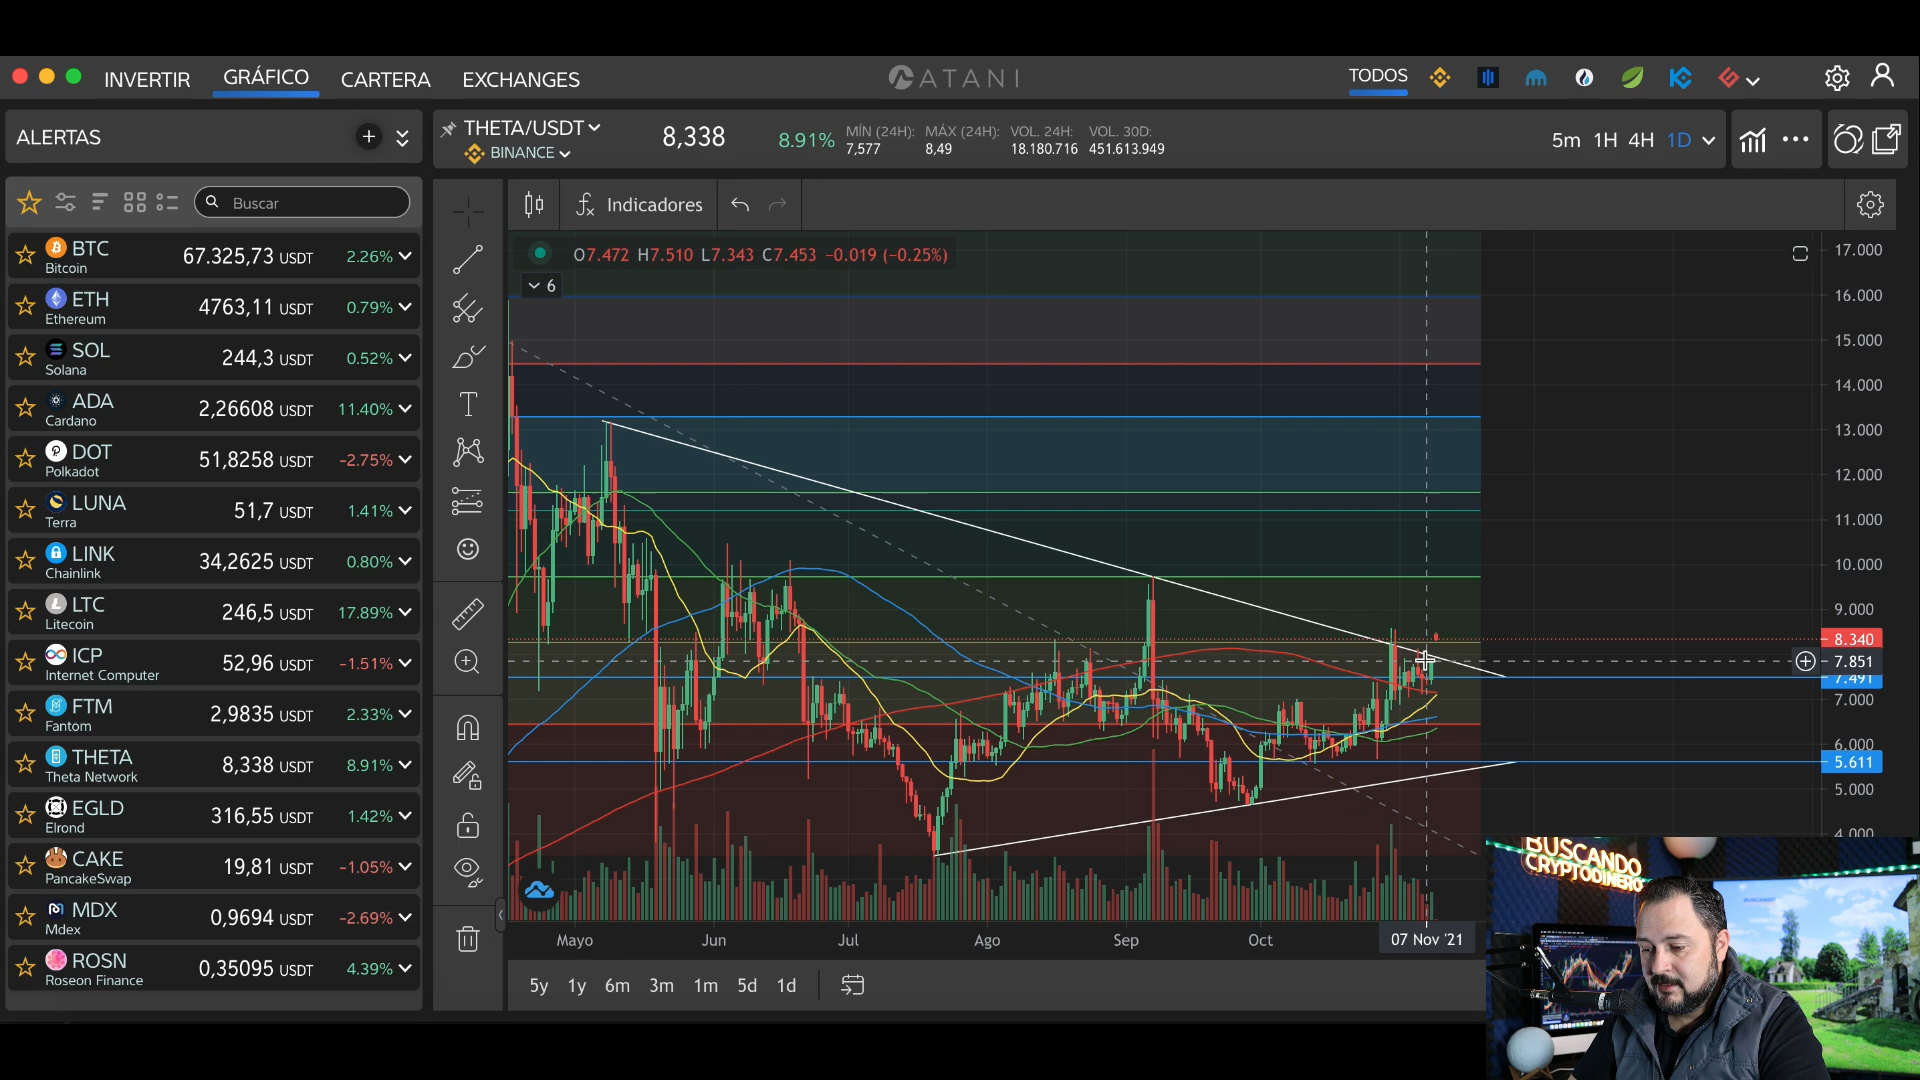 INVERTIR GRÁFICO CARTERA EXCHANGES ATANI TODOS
ALERTAS
THETA/USDT 8,338 8.91% MÍN (24H): MÁX (24H): VOL. 24H: VOL. 30D: 5m 1H 4H 1D
BINANCE 7,577 8,49 18.180.716 451.613.949
Buscar
fx Indicadores
O7.472 H7.510 L7.343 C7.453 −0.019 (−0.25%)
6
BTC 67.325,73 USDT 2.26%
Bitcoin
ETH 4763,11 USDT 0.79%
Ethereum
SOL 244,3 USDT 0.52%
Solana
ADA 2,26608 USDT 11.40%
Cardano
DOT 51,8258 USDT -2.75%
Polkadot
LUNA 51,7 USDT 1.41%
Terra
LINK 34,2625 USDT 0.80%
Chainlink
LTC 246,5 USDT 17.89%
Litecoin
ICP 52,96 USDT -1.51%
Internet Computer
FTM 2,9835 USDT 2.33%
Fantom
THETA 8,338 USDT 8.91%
Theta Network
EGLD 316,55 USDT 1.42%
Elrond
CAKE 19,81 USDT -1.05%
PancakeSwap
MDX 0,9694 USDT -2.69%
Mdex
ROSN 0,35095 USDT 4.39%
Roseon Finance
17.000
16.000
15.000
14.000
13.000
12.000
11.000
10.000
9.000
8.340
7.851
7.491
7.000
6.000
5.611
5.000
4.000
Mayo Jun Jul Ago Sep Oct 07 Nov '21
5y 1y 6m 3m 1m 5d 1d
BUSCANDO
CRYPTODINERO